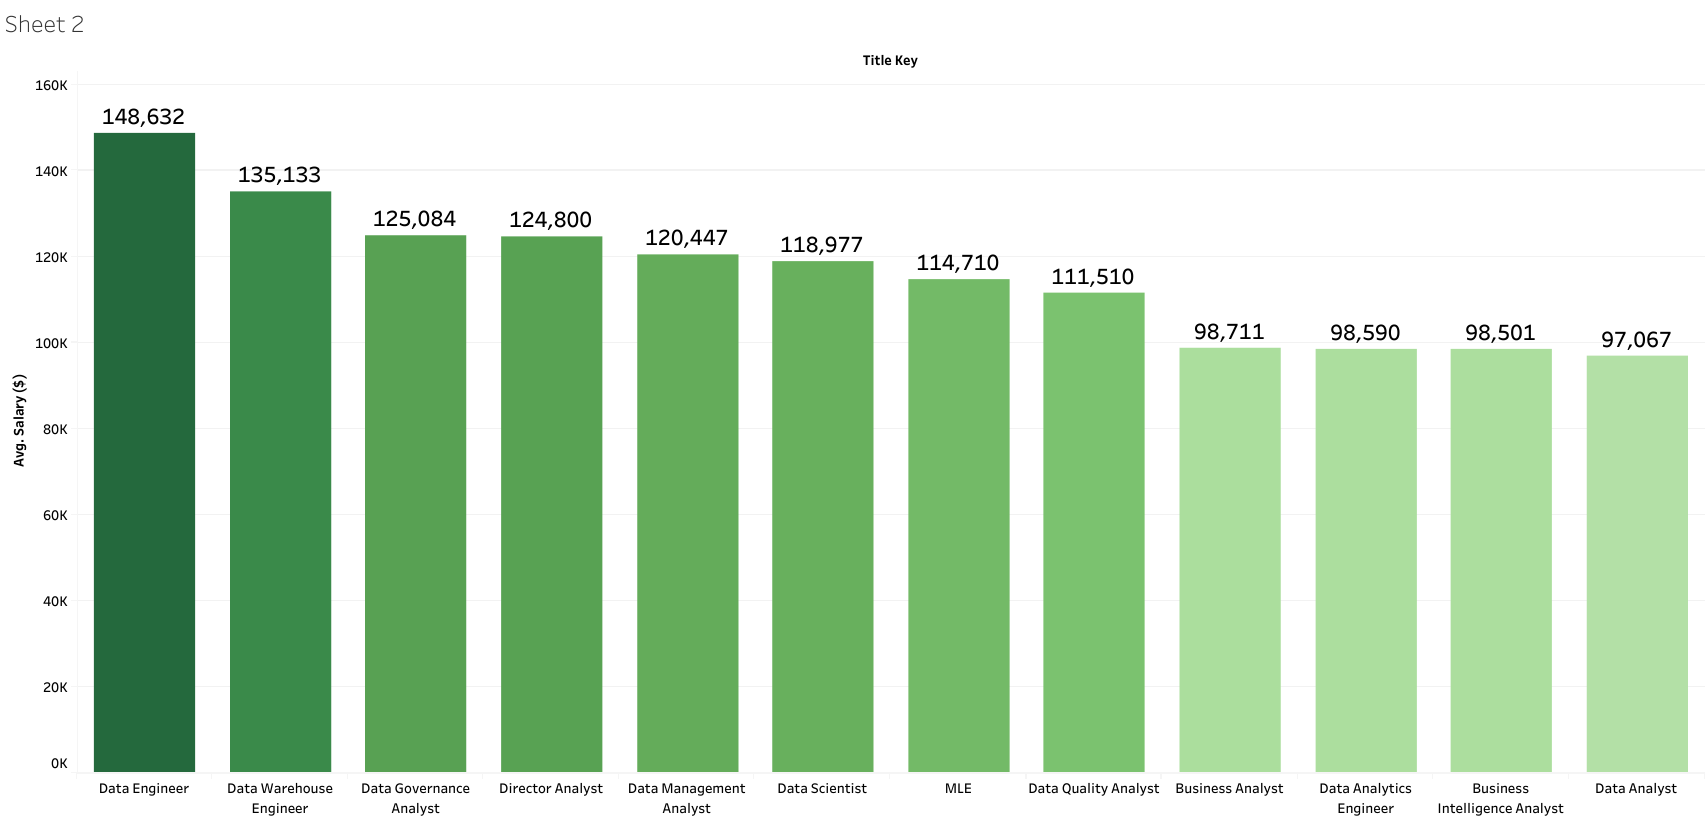 Sheet 2
Title Key
160K
140K
120K
100K
80K
60K
40K
20K
0K
Avg. Salary ($)
148,632
135,133
125,084
124,800
120,447
118,977
114,710
111,510
98,711
98,590
98,501
97,067
Data Engineer
Data Warehouse
Engineer
Data Governance
Analyst
Director Analyst
Data Management
Analyst
Data Scientist
MLE
Data Quality Analyst
Business Analyst
Data Analytics
Engineer
Business
Intelligence Analyst
Data Analyst